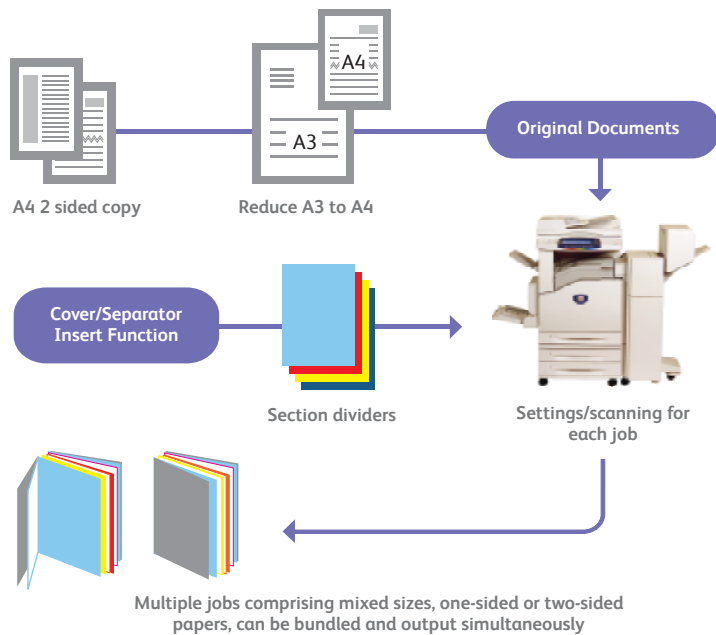 A4
A3
Original Documents
A4 2 sided copy
Reduce A3 to A4
Cover/Separator
Insert Function
Section dividers
Settings/scanning for
each job
Multiple jobs comprising mixed sizes, one-sided or two-sided
papers, can be bundled and output simultaneously